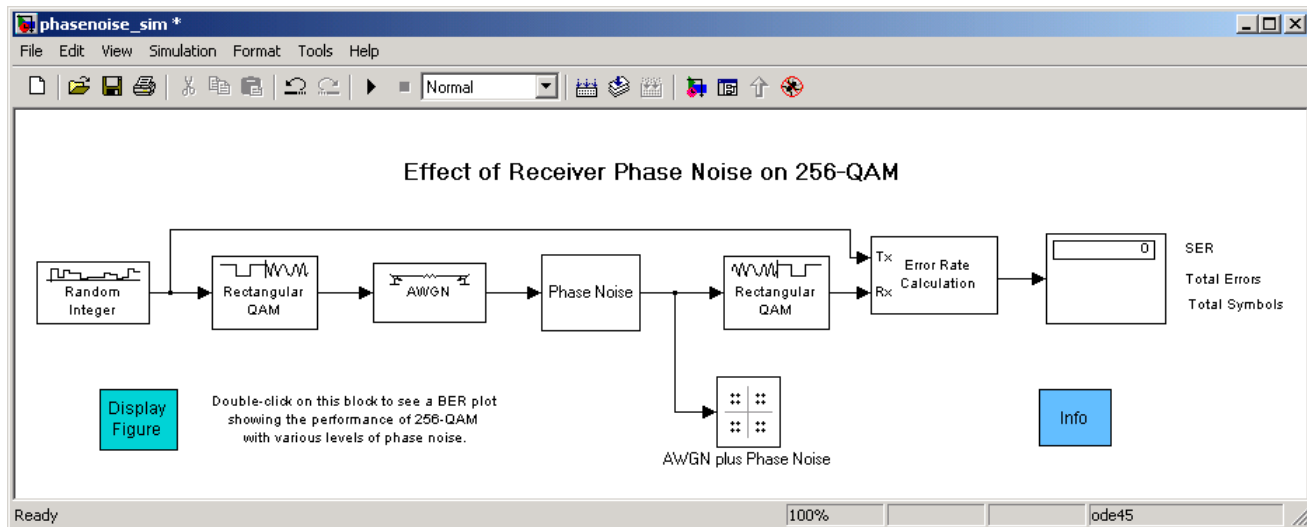 phasenoise_sim *
File Edit View Simulation Format Tools Help
Normal
Effect of Receiver Phase Noise on 256-QAM
Random
Integer
Rectangular
QAM
AWGN
Phase Noise
Rectangular
QAM
Tx
Rx
Error Rate
Calculation
0
SER
Total Errors
Total Symbols
Display
Figure
Double-click on this block to see a BER plot
showing the performance of 256-QAM
with various levels of phase noise.
AWGN plus Phase Noise
Info
Ready 100% ode45